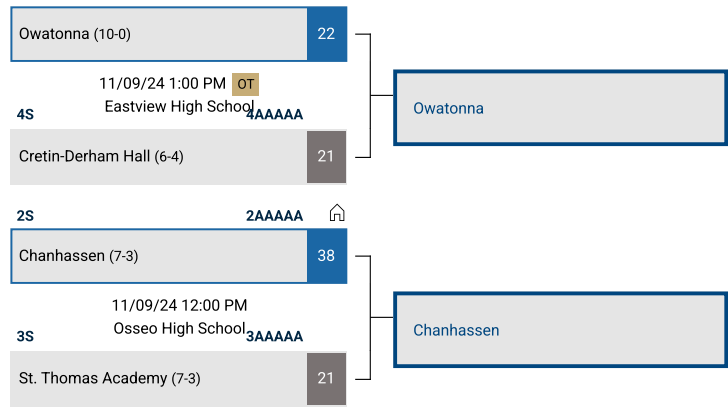 Owatonna (10-0) 22
11/09/24 1:00 PM OT
Eastview High School
4S 4AAAAA
Owatonna
Cretin-Derham Hall (6-4) 21
2S 2AAAAA
Chanhassen (7-3) 38
11/09/24 12:00 PM
Osseo High School
3S 3AAAAA
Chanhassen
St. Thomas Academy (7-3) 21